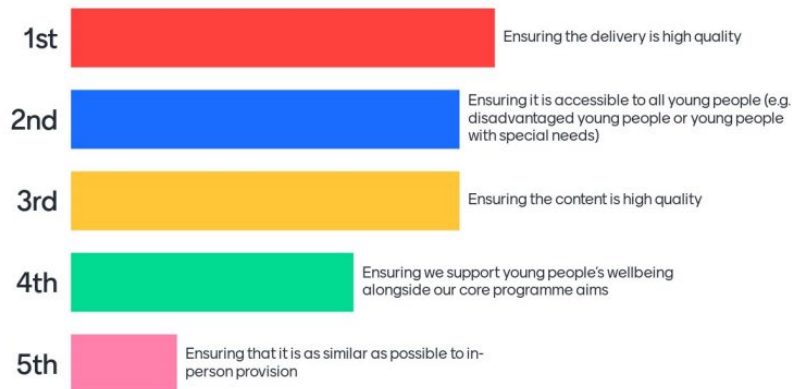 1st
Ensuring the delivery is high quality
2nd
Ensuring it is accessible to all young people (e.g.
disadvantaged young people or young people
with special needs)
3rd
Ensuring the content is high quality
4th
Ensuring we support young people's wellbeing
alongside our core programme aims
5th
Ensuring that it is as similar as possible to in-
person provision